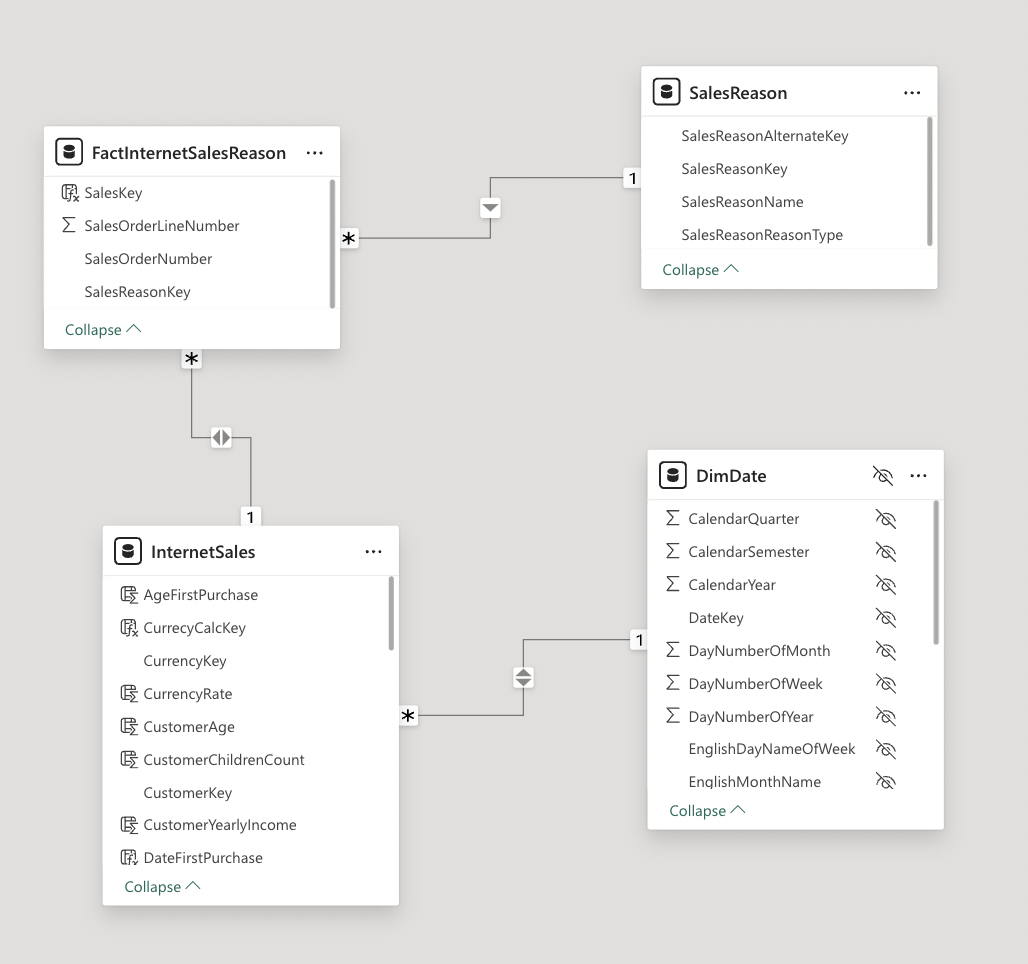 SalesReason
SalesReasonAlternateKey
SalesReasonKey
SalesReasonName
SalesReasonReasonType
Collapse
1
FactInternetSalesReason
SalesKey
SalesOrderLineNumber
SalesOrderNumber
SalesReasonKey
Collapse
*
*
1
InternetSales
AgeFirstPurchase
CurrecyCalcKey
CurrencyKey
CurrencyRate
CustomerAge
CustomerChildrenCount
CustomerKey
CustomerYearlyIncome
DateFirstPurchase
Collapse
*
1
DimDate
CalendarQuarter
CalendarSemester
CalendarYear
DateKey
DayNumberOfMonth
DayNumberOfWeek
DayNumberOfYear
EnglishDayNameOfWeek
EnglishMonthName
Collapse